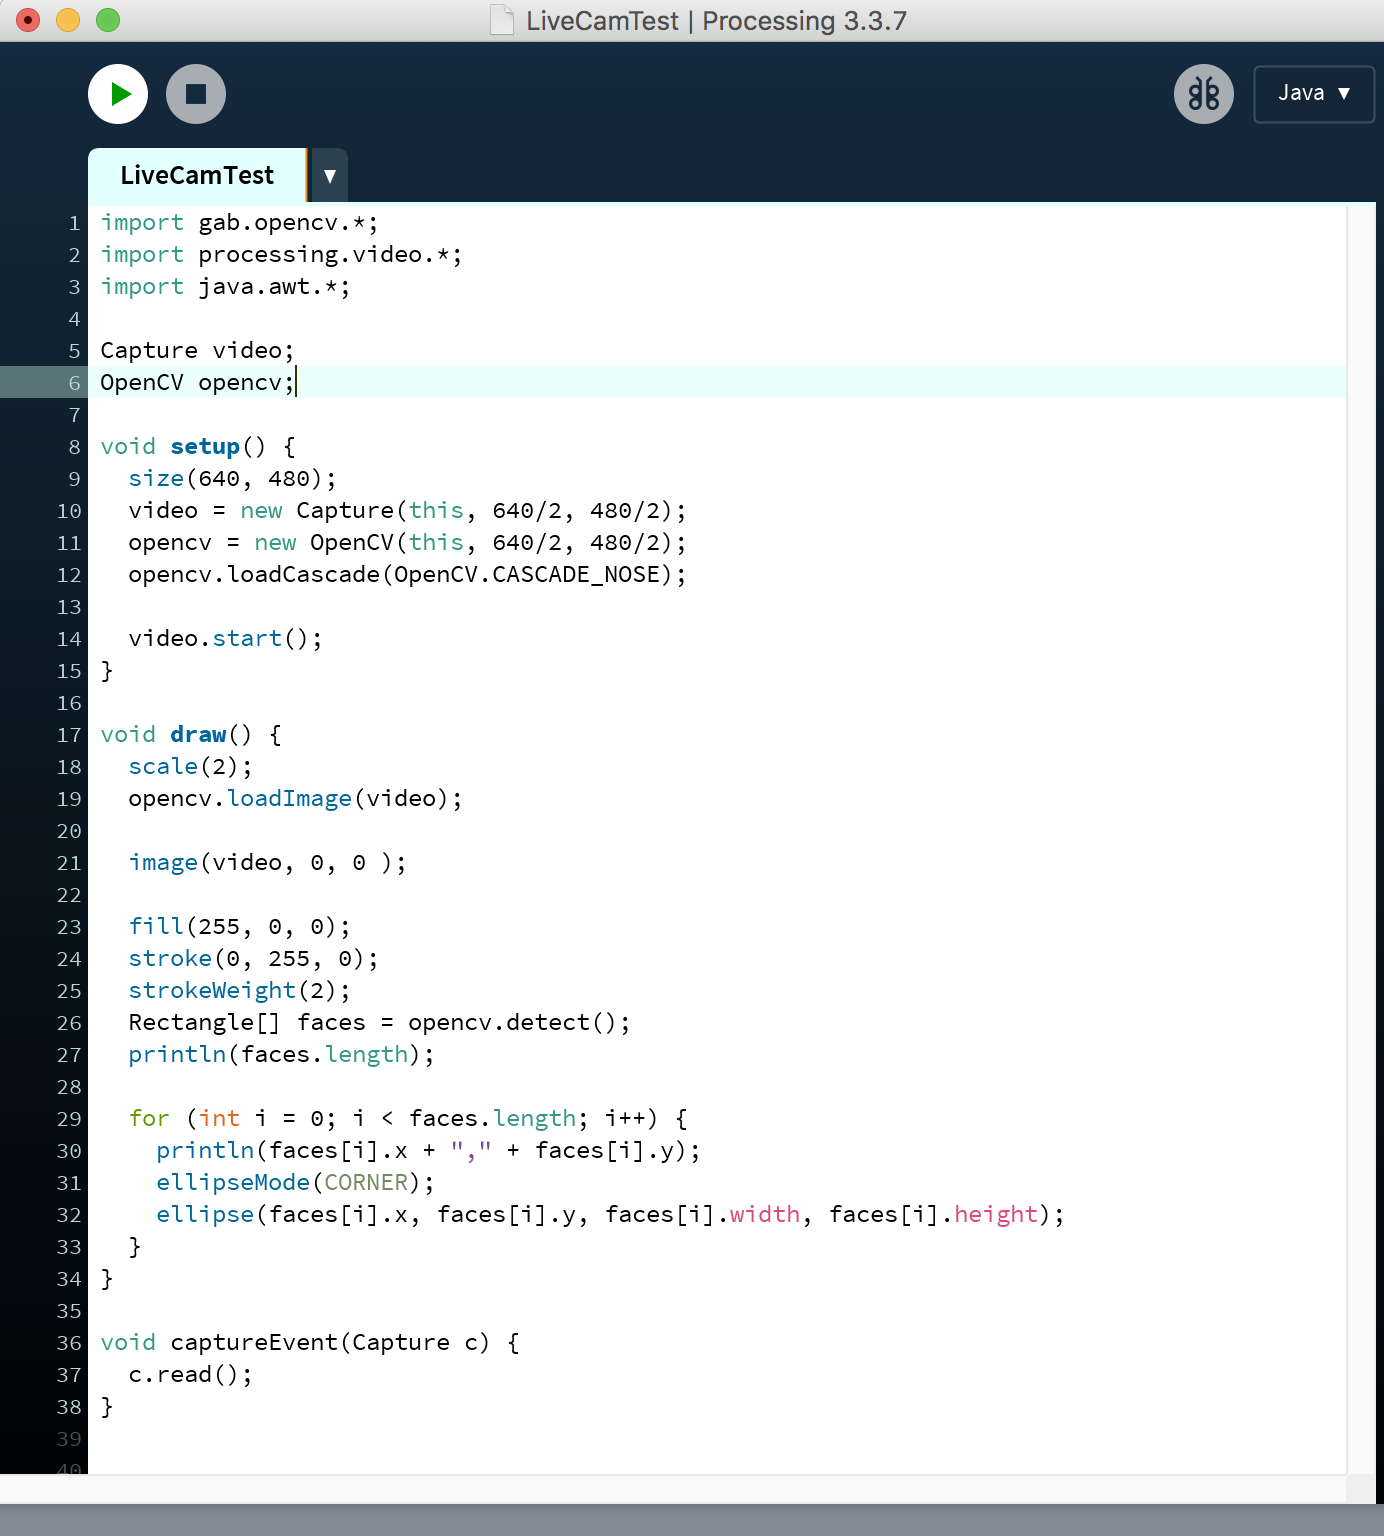 LiveCamTest | Processing 3.3.7
Java ▼
LiveCamTest ▼
1 import gab.opencv.*;
2 import processing.video.*;
3 import java.awt.*;
4
5 Capture video;
6 OpenCV opencv;
7
8 void setup() {
9   size(640, 480);
10   video = new Capture(this, 640/2, 480/2);
11   opencv = new OpenCV(this, 640/2, 480/2);
12   opencv.loadCascade(OpenCV.CASCADE_NOSE);
13
14   video.start();
15 }
16
17 void draw() {
18   scale(2);
19   opencv.loadImage(video);
20
21   image(video, 0, 0 );
22
23   fill(255, 0, 0);
24   stroke(0, 255, 0);
25   strokeWeight(2);
26   Rectangle[] faces = opencv.detect();
27   println(faces.length);
28
29   for (int i = 0; i < faces.length; i++) {
30     println(faces[i].x + "," + faces[i].y);
31     ellipseMode(CORNER);
32     ellipse(faces[i].x, faces[i].y, faces[i].width, faces[i].height);
33   }
34 }
35
36 void captureEvent(Capture c) {
37   c.read();
38 }
39
40